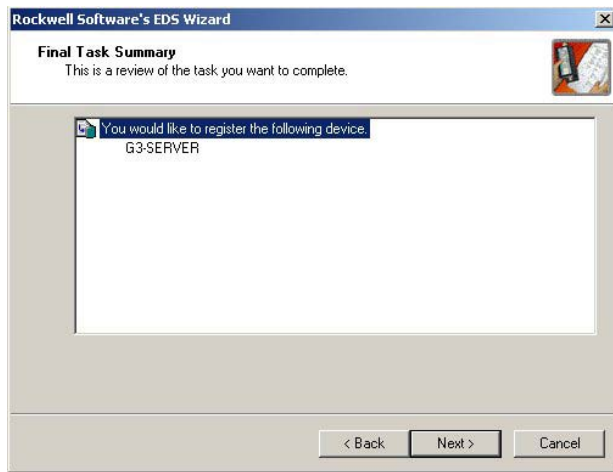 Rockwell Software's EDS Wizard
Final Task Summary
This is a review of the task you want to complete.
You would like to register the following device.
G3-SERVER
< Back
Next >
Cancel